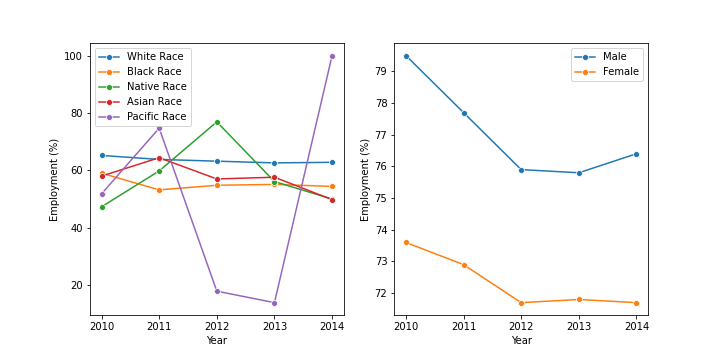 100
80
60
40
20
Employment (%)
2010 2011 2012 2013 2014
Year
White Race
Black Race
Native Race
Asian Race
Pacific Race
79
78
77
76
75
74
73
72
Employment (%)
2010 2011 2012 2013 2014
Year
Male
Female